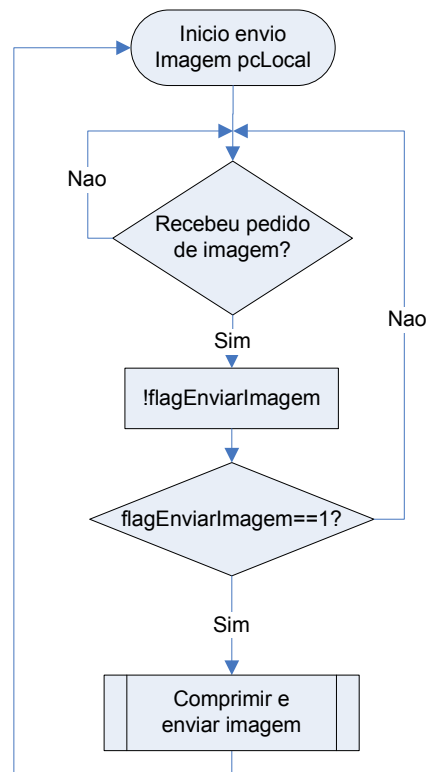 Inicio envio
Imagem pcLocal
Nao
Recebeu pedido
de imagem?
Nao
Sim
!flagEnviarImagem
flagEnviarImagem==1?
Sim
Comprimir e
enviar imagem